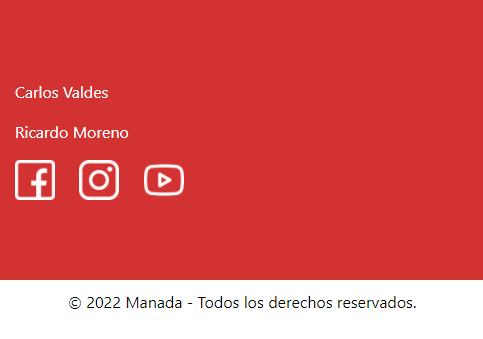 Carlos Valdes
Ricardo Moreno
© 2022 Manada - Todos los derechos reservados.